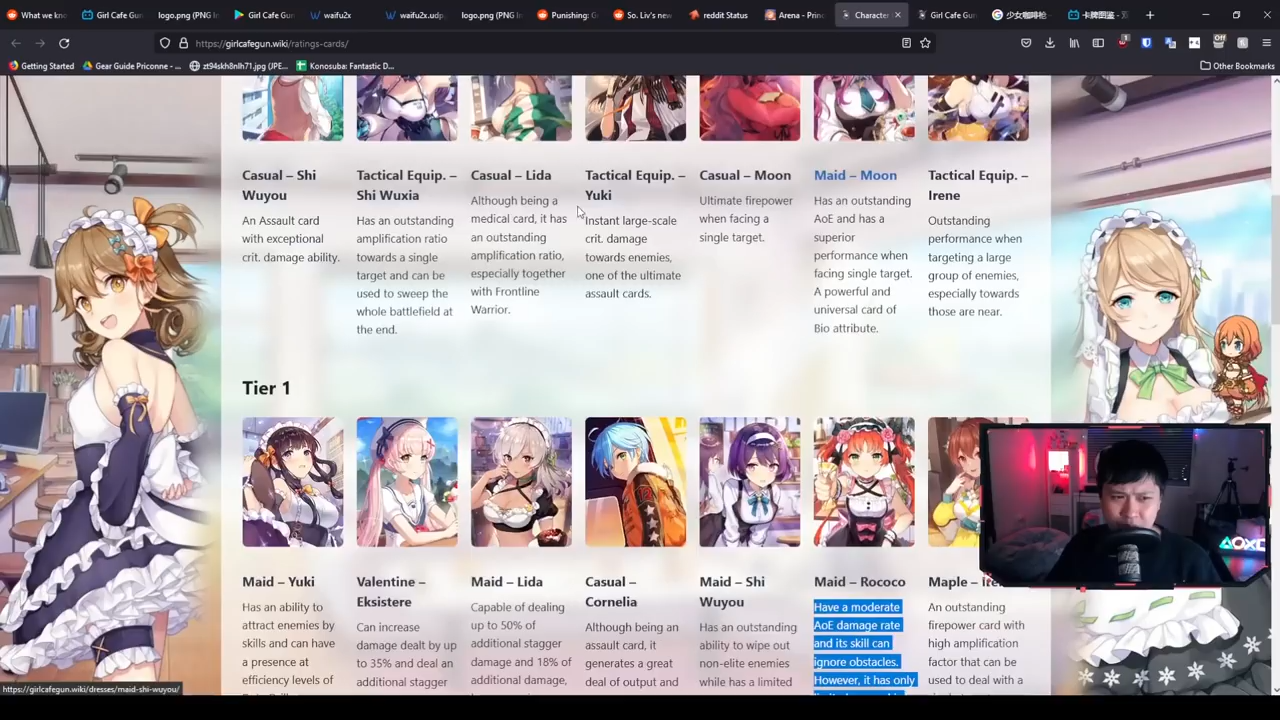 What we kno
Girl Cafe Gun
logo.png (PNG Im
Girl Cafe Gun
waifu2x
waifu2x.udp
logo.png (PNG Im
Punishing: G
So. Liv's new
reddit Status
Arena - Princ
Character
Girl Cafe Gun
少女咖啡枪
卡牌图鉴 - 双
https://girlcafegun.wiki/ratings-cards/
Off
Getting Started
Gear Guide Priconne - ...
zt94skh8nlh71.jpg (JPE...
Konosuba: Fantastic D...
Other Bookmarks
Casual – Shi
Wuyou
An Assault card
with exceptional
crit. damage ability.
Tactical Equip. –
Shi Wuxia
Has an outstanding
amplification ratio
towards a single
target and can be
used to sweep the
whole battlefield at
the end.
Casual – Lida
Although being a
medical card, it has
an outstanding
amplification ratio,
especially together
with Frontline
Warrior.
Tactical Equip. –
Yuki
Instant large-scale
crit. damage
towards enemies,
one of the ultimate
assault cards.
Casual – Moon
Ultimate firepower
when facing a
single target.
Maid – Moon
Has an outstanding
AoE and has a
superior
performance when
facing single target.
A powerful and
universal card of
Bio attribute.
Tactical Equip. –
Irene
Outstanding
performance when
targeting a large
group of enemies,
especially towards
those are near.
Tier 1
Maid – Yuki
Has an ability to
attract enemies by
skills and can have
a presence at
efficiency levels of
Valentine –
Eksistere
Can increase
damage dealt by up
to 35% and deal an
additional stagger
Maid – Lida
Capable of dealing
up to 50% of
additional stagger
damage and 18% of
additional damage,
Casual –
Cornelia
Although being an
assault card, it
generates a great
deal of output and
Maid – Shi
Wuyou
Has an outstanding
ability to wipe out
non-elite enemies
while has a limited
Maid – Rococo
Have a moderate
AoE damage rate
and its skill can
ignore obstacles.
However, it has only
Maple –
An outstanding
firepower card with
high amplification
factor that can be
used to deal with a
https://girlcafegun.wiki/dresses/maid-shi-wuyou/